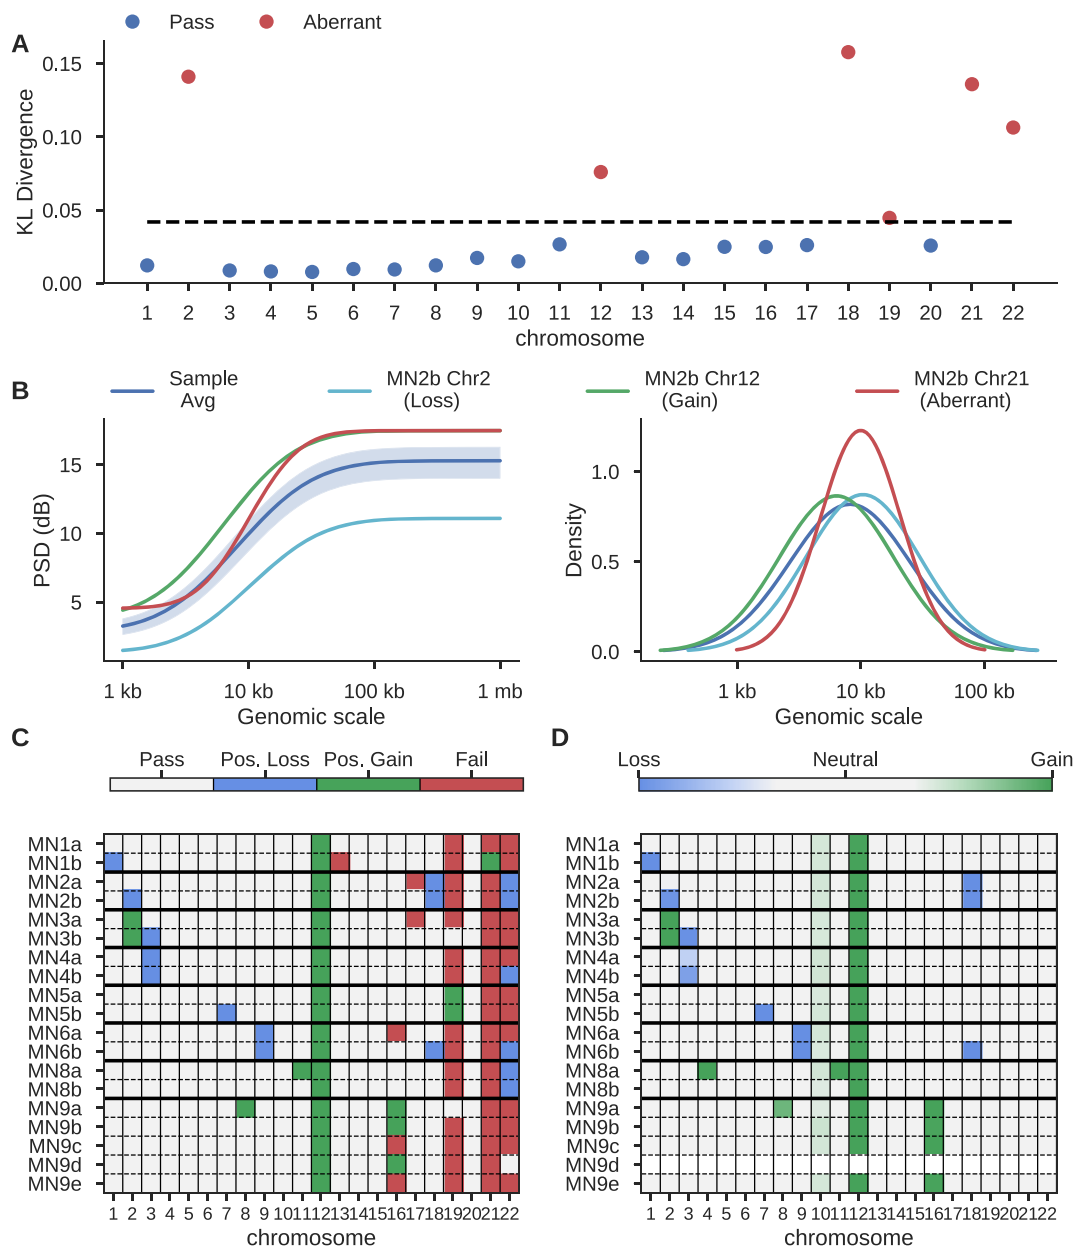 Pass Aberrant
A
0.15
0.10
0.05
0.00
KL Divergence
1 2 3 4 5 6 7 8 9 10 11 12 13 14 15 16 17 18 19 20 21 22
chromosome
B
Sample Avg
MN2b Chr2 (Loss)
MN2b Chr12 (Gain)
MN2b Chr21 (Aberrant)
15
10
5
PSD (dB)
1 kb 10 kb 100 kb 1 mb
Genomic scale
1.0
0.5
0.0
Density
1 kb 10 kb 100 kb
Genomic scale
C
Pass Pos. Loss Pos. Gain Fail
MN1a
MN1b
MN2a
MN2b
MN3a
MN3b
MN4a
MN4b
MN5a
MN5b
MN6a
MN6b
MN8a
MN8b
MN9a
MN9b
MN9c
MN9d
MN9e
1 2 3 4 5 6 7 8 9 10 11 12 13 14 15 16 17 18 19 20 21 22
chromosome
D
Loss Neutral Gain
MN1a
MN1b
MN2a
MN2b
MN3a
MN3b
MN4a
MN4b
MN5a
MN5b
MN6a
MN6b
MN8a
MN8b
MN9a
MN9b
MN9c
MN9d
MN9e
1 2 3 4 5 6 7 8 9 10 11 12 13 14 15 16 17 18 19 20 21 22
chromosome